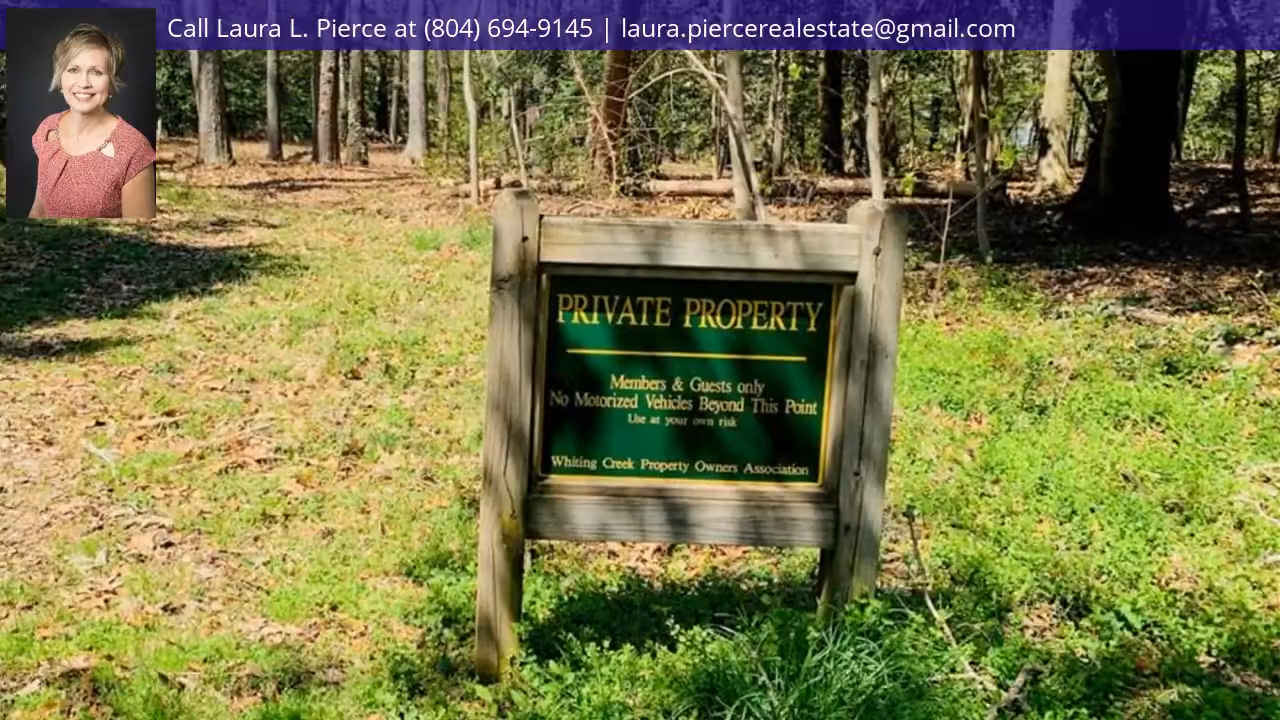 Call Laura L. Pierce at (804) 694-9145 | laura.piercerealestate@gmail.com
PRIVATE PROPERTY
Members & Guests only
No Motorized Vehicles Beyond This Point
Use at your own risk
Whiting Creek Property Owners Association